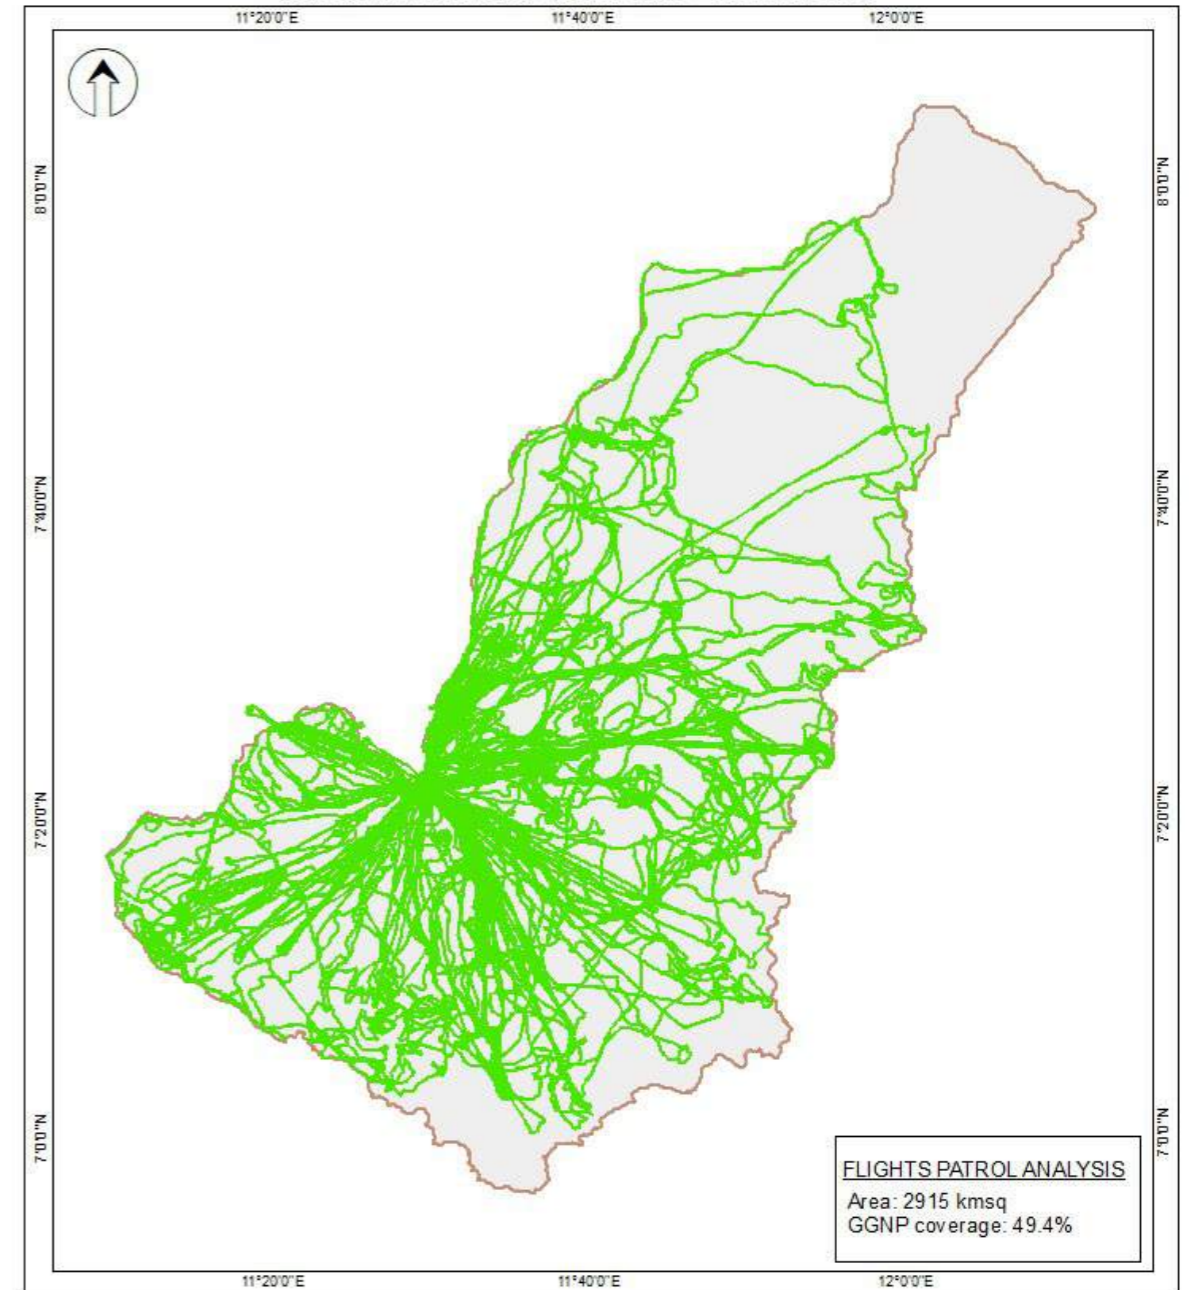 11°20'0"E 11°40'0"E 12°0'0"E
8°0'0"N 8°0'0"N
7°40'0"N 7°40'0"N
7°20'0"N 7°20'0"N
7°0'0"N 7°0'0"N
FLIGHTS PATROL ANALYSIS
Area: 2915 kmsq
GGNP coverage: 49.4%
11°20'0"E 11°40'0"E 12°0'0"E